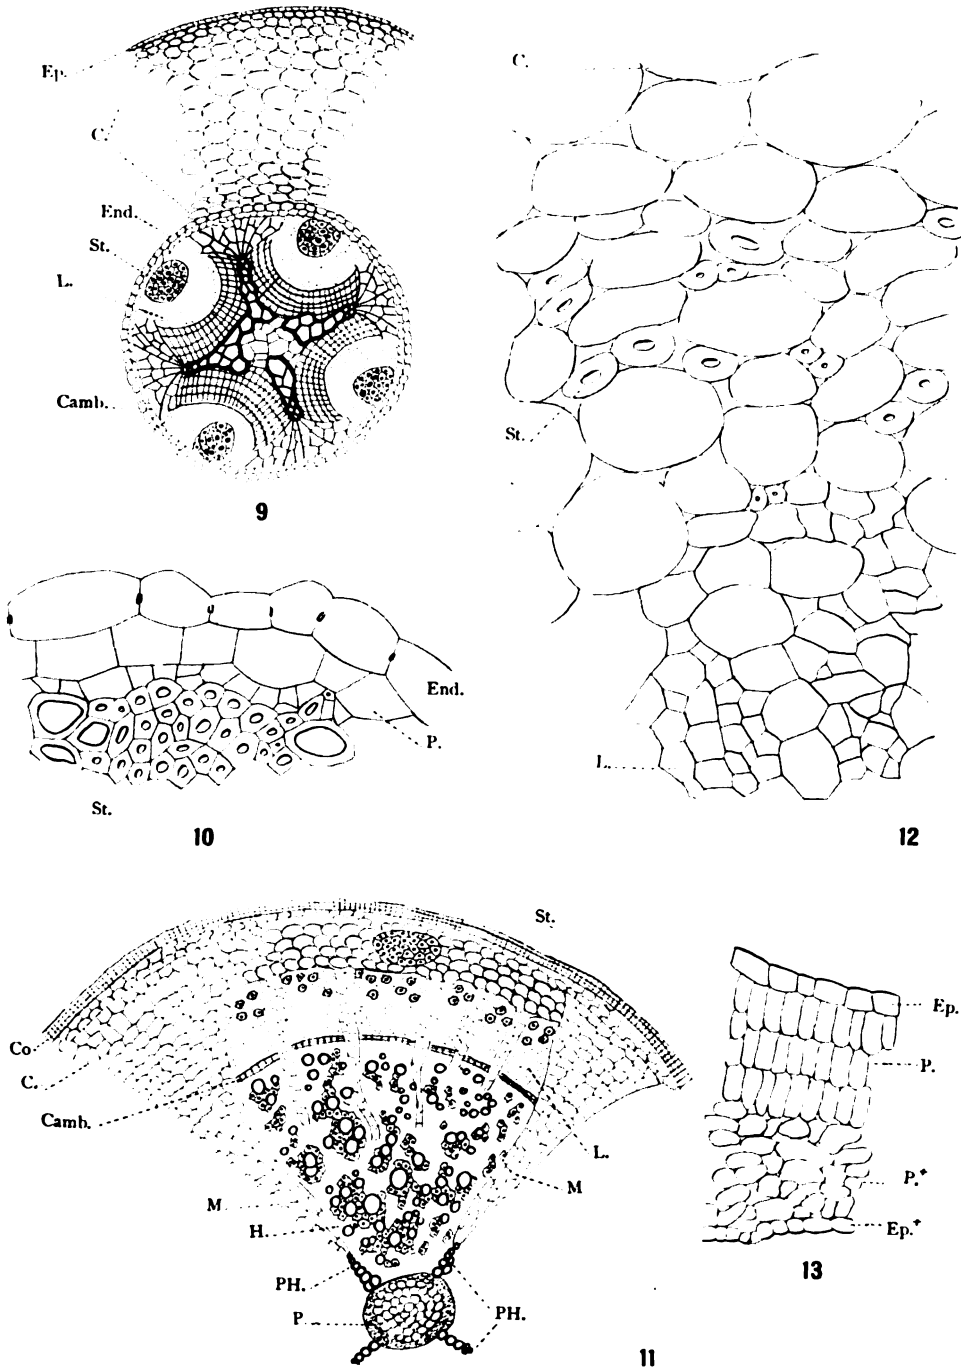 Ep.
C.
End.
St.
L.
Camb.
9
C.
St.
L.
12
End.
P.
St.
10
St.
Co
C.
Camb.
M
H.
PH.
P
L.
M
PH.
11
Ep.
P.
P.+
Ep.+
13